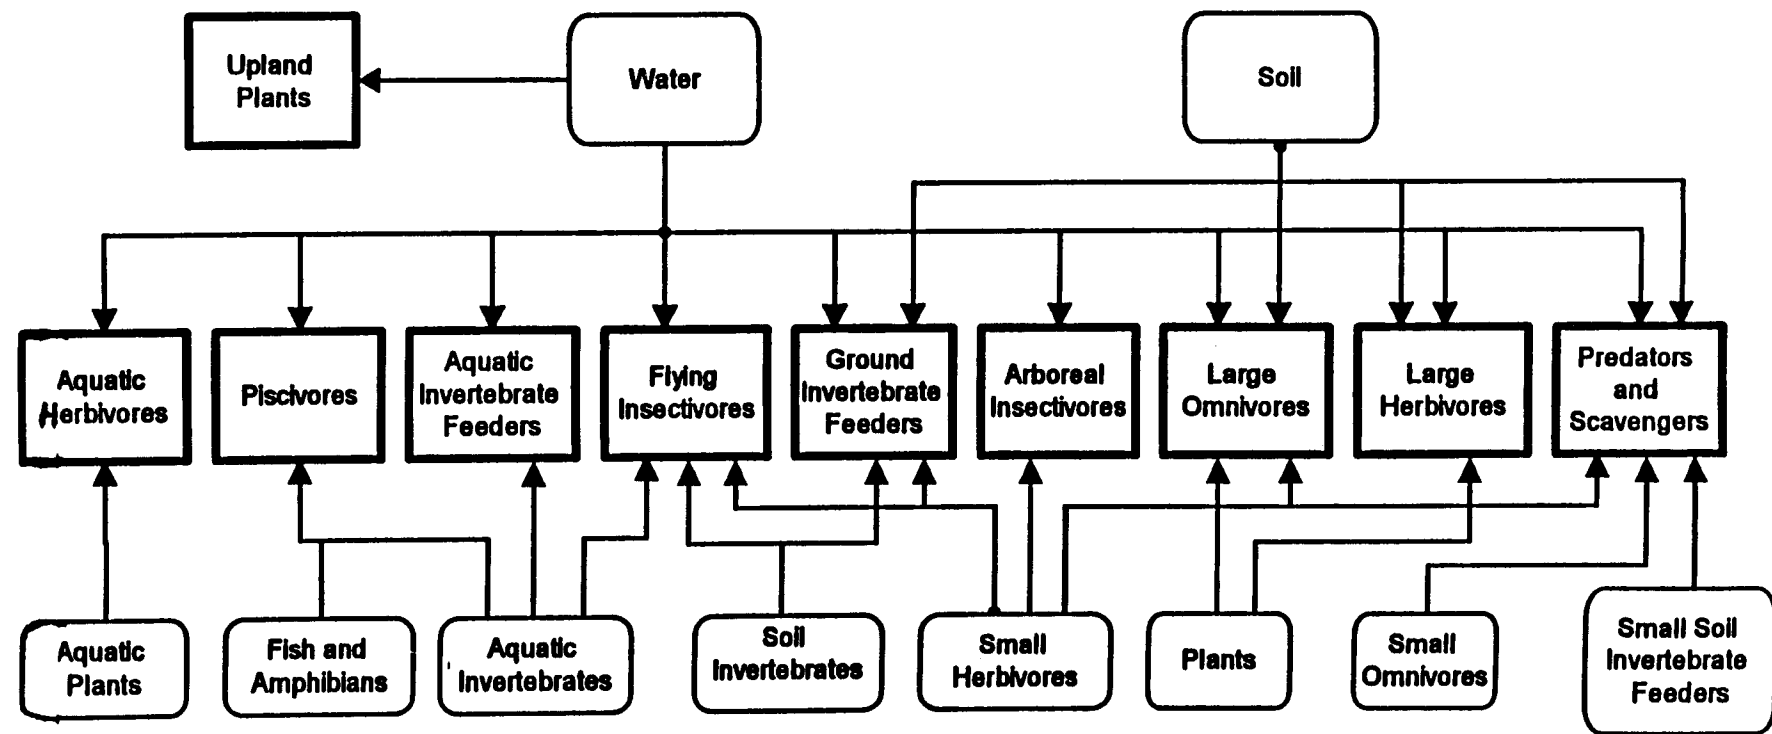 Upland
Plants
Water
Soil
Aquatic
Herbivores
Piscivores
Aquatic
Invertebrate
Feeders
Flying
Insectivores
Ground
Invertebrate
Feeders
Arboreal
Insectivores
Large
Omnivores
Large
Herbivores
Predators
and
Scavengers
Aquatic
Plants
Fish and
Amphibians
Aquatic
Invertebrates
Soil
Invertebrates
Small
Herbivores
Plants
Small
Omnivores
Small Soil
Invertebrate
Feeders